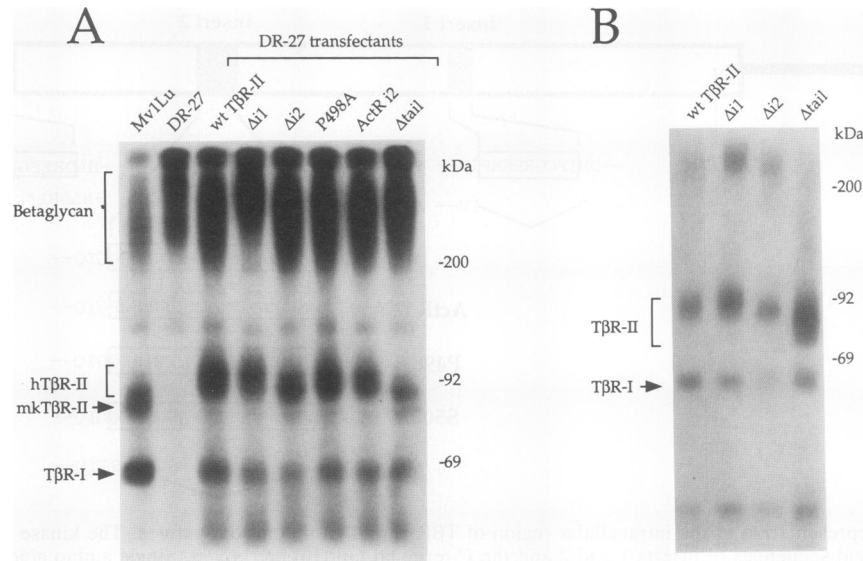 A
DR-27 transfectants
Mv1Lu
DR-27
wt TβR-II
Δi1
Δi2
P498A
ActR i2
Δtail
kDa
Betaglycan
-200
hTβR-II
-92
mkTβR-II
TβR-I
-69
B
wt TβR-II
Δi1
Δi2
Δtail
kDa
-200
-92
TβR-II
-69
TβR-I